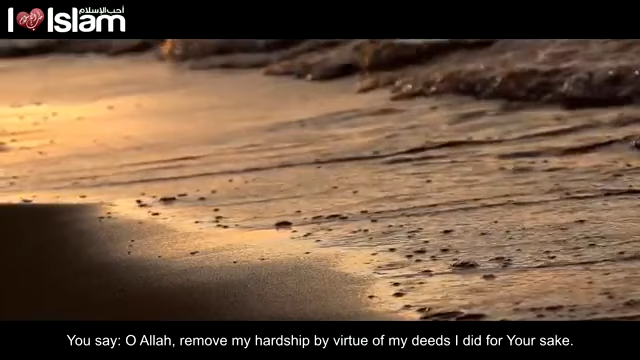 أحب الإسلام
I Islam
You say: O Allah, remove my hardship by virtue of my deeds I did for Your sake.